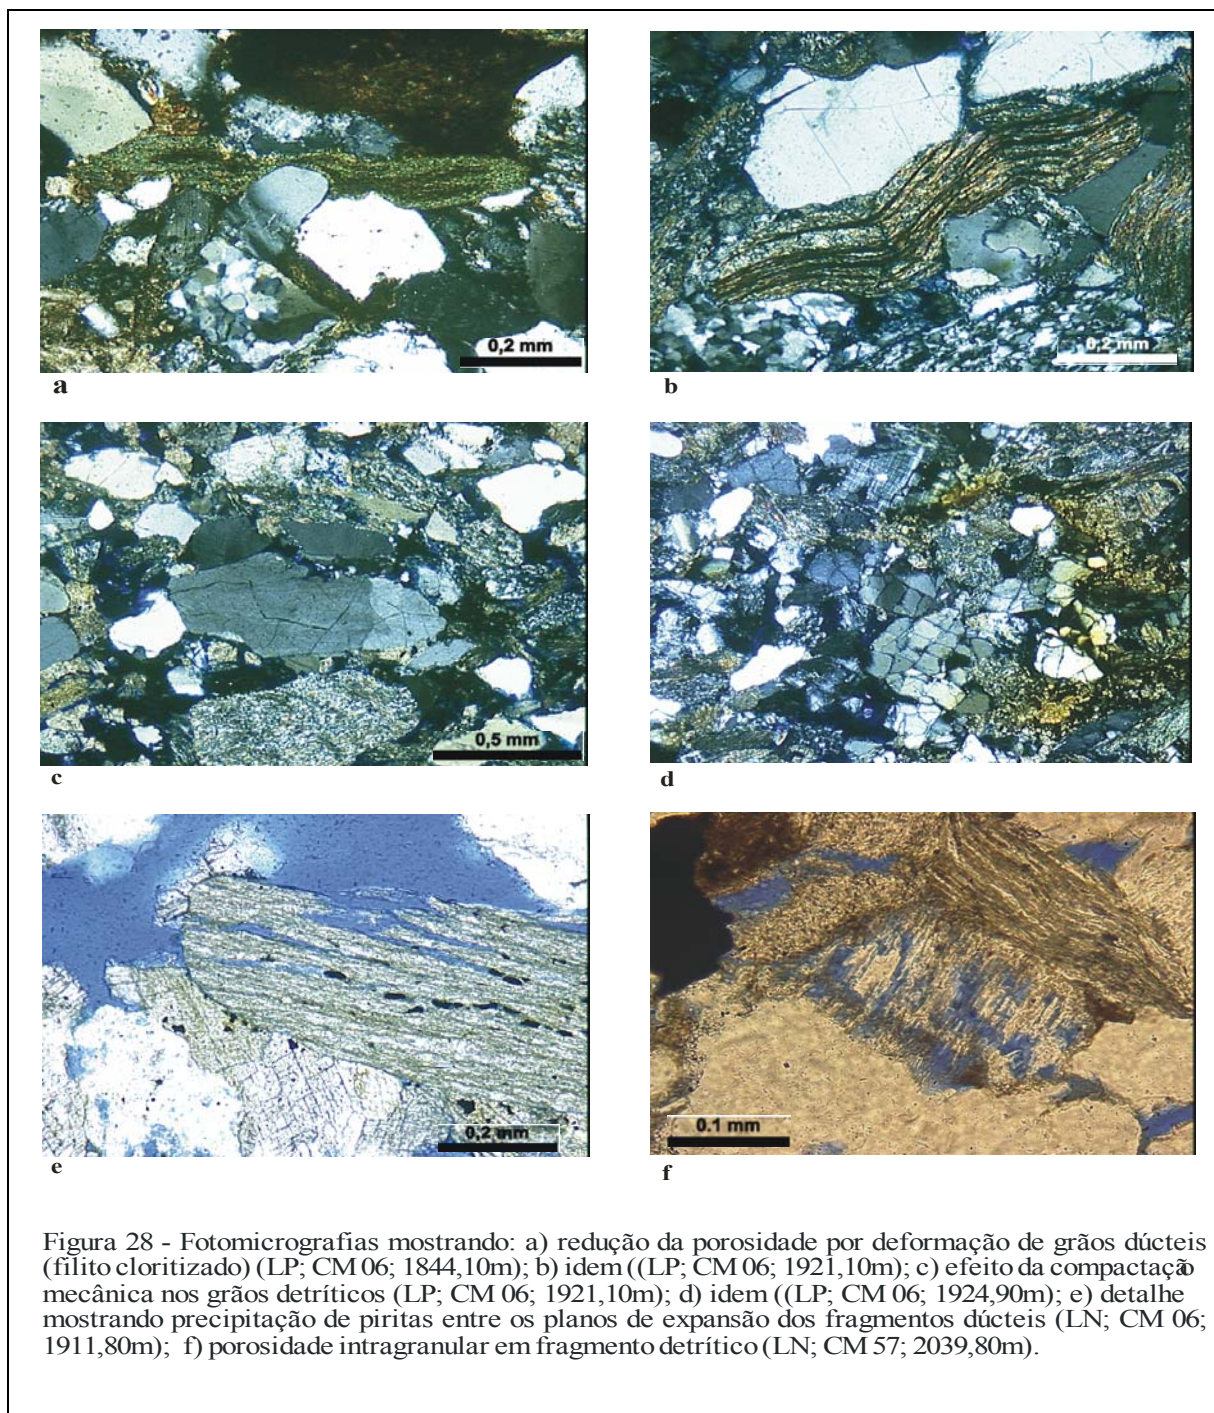 0,2 mm
a
0,2 mm
b
0,5 mm
c
d
0,2 mm
e
0.1 mm
f
Figura 28 - Fotomicrografias mostrando: a) redução da porosidade por deformação de grãos dúcteis
(filito cloritizado) (LP; CM 06; 1844,10m); b) idem ((LP; CM 06; 1921,10m); c) efeito da compactação
mecânica nos grãos detríticos (LP; CM 06; 1921,10m); d) idem ((LP; CM 06; 1924,90m); e) detalhe
mostrando precipitação de piritas entre os planos de expansão dos fragmentos dúcteis (LN; CM 06;
1911,80m); f) porosidade intragranular em fragmento detrítico (LN; CM 57; 2039,80m).